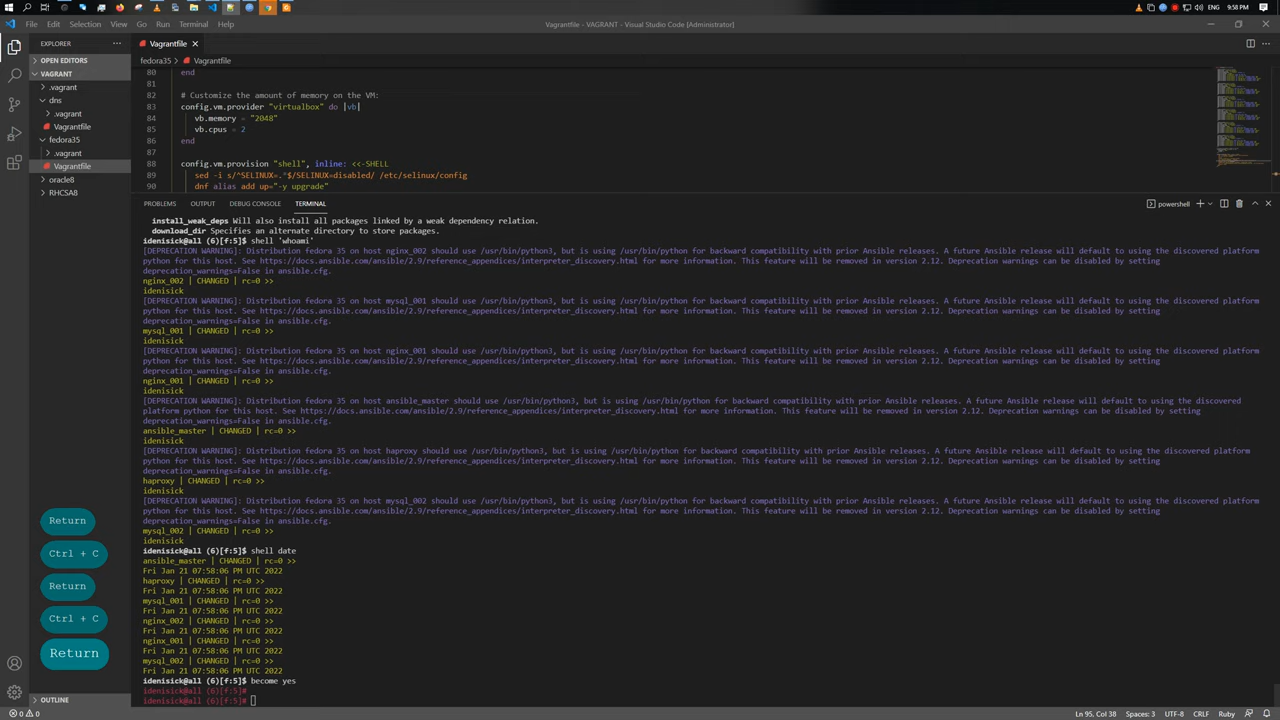 ENG 9:58 PM
File Edit Selection View Go Run Terminal Help
Vagrantfile - VAGRANT - Visual Studio Code [Administrator]
EXPLORER
OPEN EDITORS
VAGRANT
.vagrant
dns
.vagrant
Vagrantfile
fedora35
.vagrant
Vagrantfile
oracle8
RHCSA8
OUTLINE
Return
Ctrl + C
Return
Ctrl + C
Return
Vagrantfile
fedora35 > Vagrantfile
80 end
81
82 # Customize the amount of memory on the VM:
83 config.vm.provider "virtualbox" do |vb|
84 vb.memory = "2048"
85 vb.cpus = 2
86 end
87
88 config.vm.provision "shell", inline: <<-SHELL
89 sed -i s/^SELINUX=.*$/SELINUX=disabled/ /etc/selinux/config
90 dnf alias add up="-y upgrade"
PROBLEMS OUTPUT DEBUG CONSOLE TERMINAL
powershell
install_weak_deps Will also install all packages linked by a weak dependency relation.
download_dir Specifies an alternate directory to store packages.
idenisick@all (6)[f:5]$ shell 'whoami'
[DEPRECATION WARNING]: Distribution fedora 35 on host nginx_002 should use /usr/bin/python3, but is using /usr/bin/python for backward compatibility with prior Ansible releases. A future Ansible release will default to using the discovered platform
python for this host. See https://docs.ansible.com/ansible/2.9/reference_appendices/interpreter_discovery.html for more information. This feature will be removed in version 2.12. Deprecation warnings can be disabled by setting
deprecation_warnings=False in ansible.cfg.
nginx_002 | CHANGED | rc=0 >>
idenisick
[DEPRECATION WARNING]: Distribution fedora 35 on host mysql_001 should use /usr/bin/python3, but is using /usr/bin/python for backward compatibility with prior Ansible releases. A future Ansible release will default to using the discovered platform
python for this host. See https://docs.ansible.com/ansible/2.9/reference_appendices/interpreter_discovery.html for more information. This feature will be removed in version 2.12. Deprecation warnings can be disabled by setting
deprecation_warnings=False in ansible.cfg.
mysql_001 | CHANGED | rc=0 >>
idenisick
[DEPRECATION WARNING]: Distribution fedora 35 on host nginx_001 should use /usr/bin/python3, but is using /usr/bin/python for backward compatibility with prior Ansible releases. A future Ansible release will default to using the discovered platform
python for this host. See https://docs.ansible.com/ansible/2.9/reference_appendices/interpreter_discovery.html for more information. This feature will be removed in version 2.12. Deprecation warnings can be disabled by setting
deprecation_warnings=False in ansible.cfg.
nginx_001 | CHANGED | rc=0 >>
idenisick
[DEPRECATION WARNING]: Distribution fedora 35 on host ansible_master should use /usr/bin/python3, but is using /usr/bin/python for backward compatibility with prior Ansible releases. A future Ansible release will default to using the discovered
platform python for this host. See https://docs.ansible.com/ansible/2.9/reference_appendices/interpreter_discovery.html for more information. This feature will be removed in version 2.12. Deprecation warnings can be disabled by setting
deprecation_warnings=False in ansible.cfg.
ansible_master | CHANGED | rc=0 >>
idenisick
[DEPRECATION WARNING]: Distribution fedora 35 on host haproxy should use /usr/bin/python3, but is using /usr/bin/python for backward compatibility with prior Ansible releases. A future Ansible release will default to using the discovered platform
python for this host. See https://docs.ansible.com/ansible/2.9/reference_appendices/interpreter_discovery.html for more information. This feature will be removed in version 2.12. Deprecation warnings can be disabled by setting
deprecation_warnings=False in ansible.cfg.
haproxy | CHANGED | rc=0 >>
idenisick
[DEPRECATION WARNING]: Distribution fedora 35 on host mysql_002 should use /usr/bin/python3, but is using /usr/bin/python for backward compatibility with prior Ansible releases. A future Ansible release will default to using the discovered platform
python for this host. See https://docs.ansible.com/ansible/2.9/reference_appendices/interpreter_discovery.html for more information. This feature will be removed in version 2.12. Deprecation warnings can be disabled by setting
deprecation_warnings=False in ansible.cfg.
mysql_002 | CHANGED | rc=0 >>
idenisick
idenisick@all (6)[f:5]$ shell date
ansible_master | CHANGED | rc=0 >>
Fri Jan 21 07:58:06 PM UTC 2022
haproxy | CHANGED | rc=0 >>
Fri Jan 21 07:58:06 PM UTC 2022
mysql_001 | CHANGED | rc=0 >>
Fri Jan 21 07:58:06 PM UTC 2022
nginx_002 | CHANGED | rc=0 >>
Fri Jan 21 07:58:06 PM UTC 2022
nginx_001 | CHANGED | rc=0 >>
Fri Jan 21 07:58:06 PM UTC 2022
mysql_002 | CHANGED | rc=0 >>
Fri Jan 21 07:58:06 PM UTC 2022
idenisick@all (6)[f:5]$ become yes
idenisick@all (6)[f:5]#
idenisick@all (6)[f:5]#
0 0
Ln 95, Col 38 Spaces: 3 UTF-8 CRLF Ruby